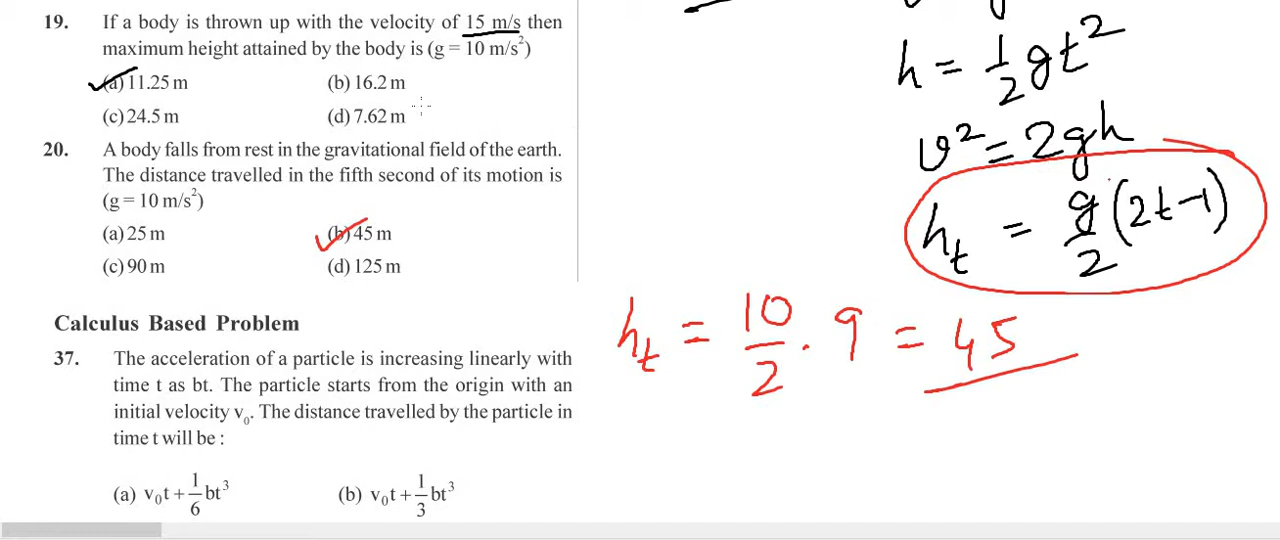 19. If a body is thrown up with the velocity of 15 m/s then
maximum height attained by the body is (g = 10 m/s²)
(a) 11.25 m (b) 16.2 m
(c) 24.5 m (d) 7.62 m
20. A body falls from rest in the gravitational field of the earth.
The distance travelled in the fifth second of its motion is
(g = 10 m/s²)
(a) 25 m (b) 45 m
(c) 90 m (d) 125 m
Calculus Based Problem
37. The acceleration of a particle is increasing linearly with
time t as bt. The particle starts from the origin with an
initial velocity v₀. The distance travelled by the particle in
time t will be :
(a) v₀t + 1/6 bt³ (b) v₀t + 1/3 bt³
h = 1/2 gt²
v² = 2gh
hₜ = g/2 (2t-1)
hₜ = 10/2 . 9 = 45